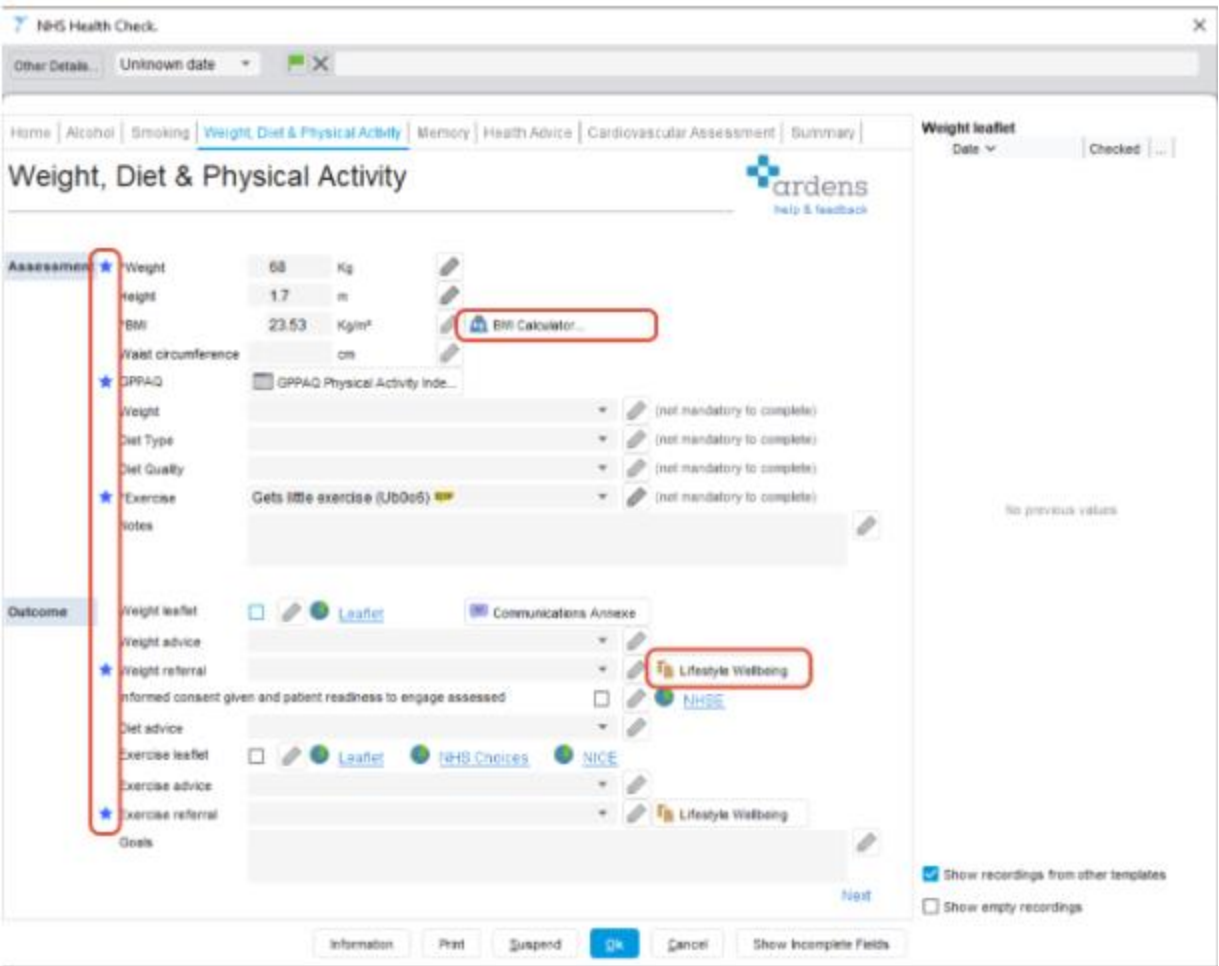 NHS Health Check.
Other Details... Unknown date
Home Alcohol Smoking Weight, Diet & Physical Activity Memory Health Advice Cardiovascular Assessment Summary
Weight leaflet
Date Checked ...
Weight, Diet & Physical Activity
ardens
help & feedback
Assessment *Weight 68 Kg
Height 1.7 m
*BMI 23.53 Kg/m² BMI Calculator...
Waist circumference cm
GPPAQ GPPAQ Physical Activity Inde...
Weight (not mandatory to complete)
Diet Type (not mandatory to complete)
Diet Quality (not mandatory to complete)
*Exercise Gets little exercise (Ub0o6) (not mandatory to complete)
Notes
No previous values
Outcome Weight leaflet Leaflet Communications Annexe
Weight advice
Weight referral Lifestyle Wellbeing
Informed consent given and patient readiness to engage assessed NHSE
Diet advice
Exercise leaflet Leaflet NHS Choices NICE
Exercise advice
Exercise referral Lifestyle Wellbeing
Goals
Show recordings from other templates
Next
Show empty recordings
Information Print Suspend Ok Cancel Show Incomplete Fields